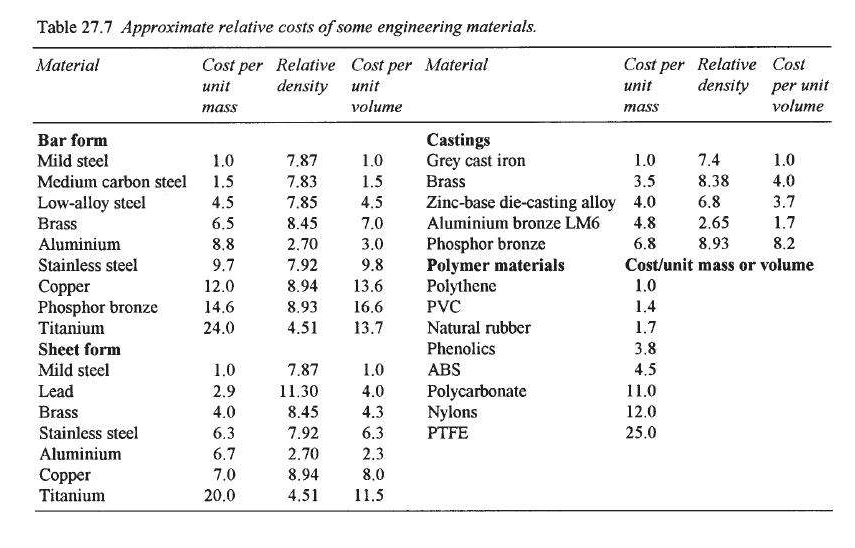 Table 27.7 Approximate relative costs of some engineering materials.
Material Cost per unit mass Relative density Cost per unit volume
Bar form
Mild steel 1.0 7.87 1.0
Medium carbon steel 1.5 7.83 1.5
Low-alloy steel 4.5 7.85 4.5
Brass 6.5 8.45 7.0
Aluminium 8.8 2.70 3.0
Stainless steel 9.7 7.92 9.8
Copper 12.0 8.94 13.6
Phosphor bronze 14.6 8.93 16.6
Titanium 24.0 4.51 13.7
Sheet form
Mild steel 1.0 7.87 1.0
Lead 2.9 11.30 4.0
Brass 4.0 8.45 4.3
Stainless steel 6.3 7.92 6.3
Aluminium 6.7 2.70 2.3
Copper 7.0 8.94 8.0
Titanium 20.0 4.51 11.5
Material Cost per unit mass Relative density Cost per unit volume
Castings
Grey cast iron 1.0 7.4 1.0
Brass 3.5 8.38 4.0
Zinc-base die-casting alloy 4.0 6.8 3.7
Aluminium bronze LM6 4.8 2.65 1.7
Phosphor bronze 6.8 8.93 8.2
Polymer materials Cost/unit mass or volume
Polythene 1.0
PVC 1.4
Natural rubber 1.7
Phenolics 3.8
ABS 4.5
Polycarbonate 11.0
Nylons 12.0
PTFE 25.0